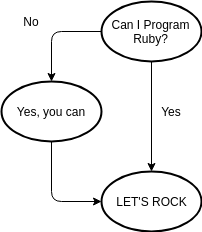 No
Can I Program
Ruby?
Yes, you can
Yes
LET'S ROCK